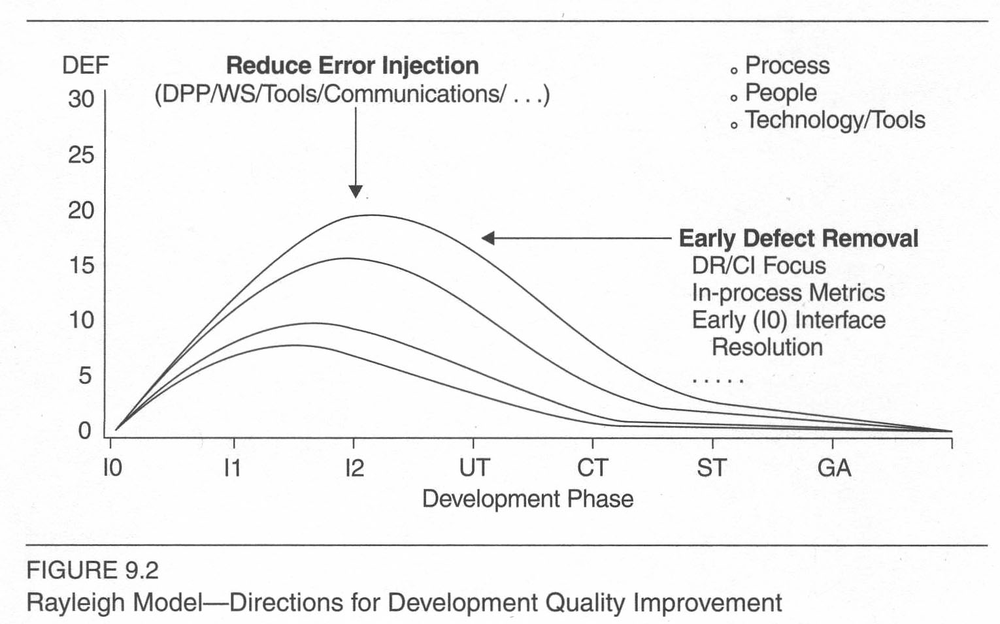 DEF
Reduce Error Injection
(DPP/WS/Tools/Communications/ . . .)
Process
People
Technology/Tools
30
25
20
15
10
5
0
Early Defect Removal
DR/CI Focus
In-process Metrics
Early (I0) Interface
Resolution
. . . . .
I0 I1 I2 UT CT ST GA
Development Phase
FIGURE 9.2
Rayleigh Model—Directions for Development Quality Improvement